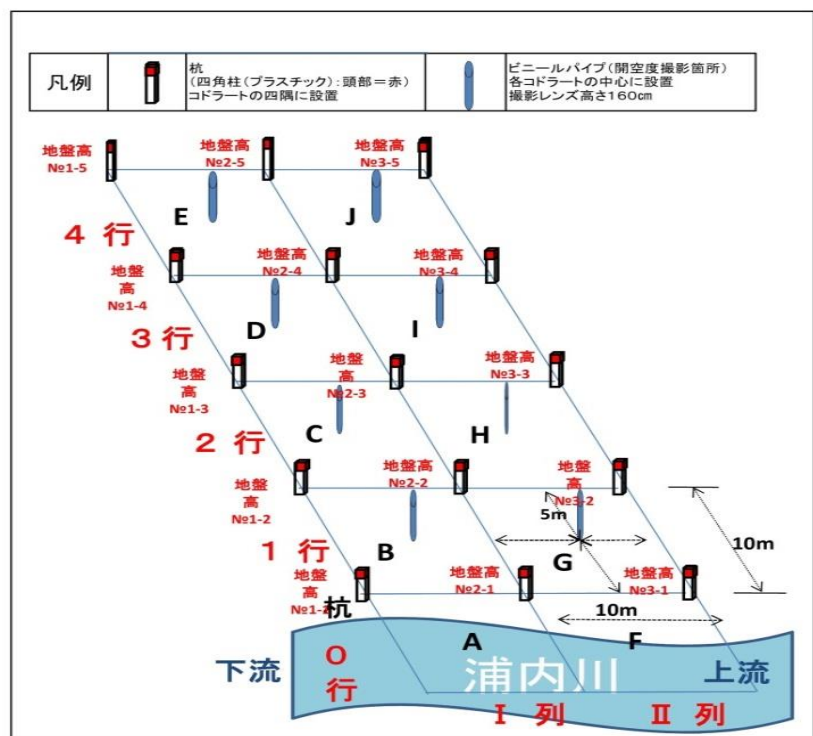 凡例
杭
(四角柱(プラスチック):頭部=赤)
コドラートの四隅に設置
ビニールパイプ(開空度撮影箇所)
各コドラートの中心に設置
撮影レンズ高さ160㎝
地盤高
№1-5
地盤高
№2-5
地盤高
№3-5
E
J
4 行
地盤
高
№1-4
地盤高
№2-4
地盤高
№3-4
D
I
3 行
地盤
高
№1-3
地盤
高
№2-3
地盤高
№3-3
C
H
2 行
地盤
高
№1-2
地盤高
№2-2
地盤
高
№3-2
5m
10m
B
G
1 行
地盤
高
杭
地盤高
№2-1
地盤高
№3-1
10m
A
F
下流
0
行
浦内川
上流
Ⅰ 列
Ⅱ 列